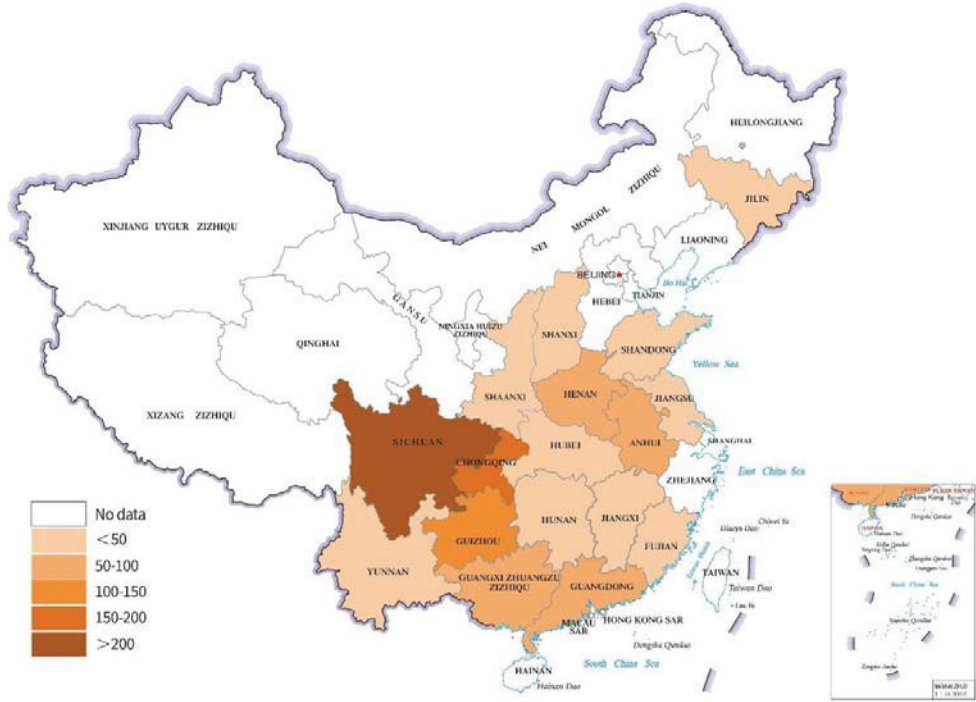 HEILONGJIANG
JILIN
NEI MONGOL ZIZHIQU
LIAONING
XINJIANG UYGUR ZIZHIQU
BEIJING
TIANJIN
HEBEI
GANSU
NINGXIA HUIZU
ZIZHIQU
SHANXI
QINGHAI
SHANDONG
Yellow Sea
SHAANXI
HENAN
JIANGSU
XIZANG ZIZHIQU
SICHUAN
ANHUI
SHANGHAI
HUBEI
CHONGQING
ZHEJIANG
East China Sea
HUNAN
JIANGXI
GUIZHOU
FUJIAN
YUNNAN
GUANGXI ZHUANGZU
ZIZHIQU
GUANGDONG
TAIWAN
Taiwan Dao
MACAU
SAR
HONG KONG SAR
South China Sea
HAINAN
Hainan Dao
No data
<50
50-100
100-150
150-200
>200